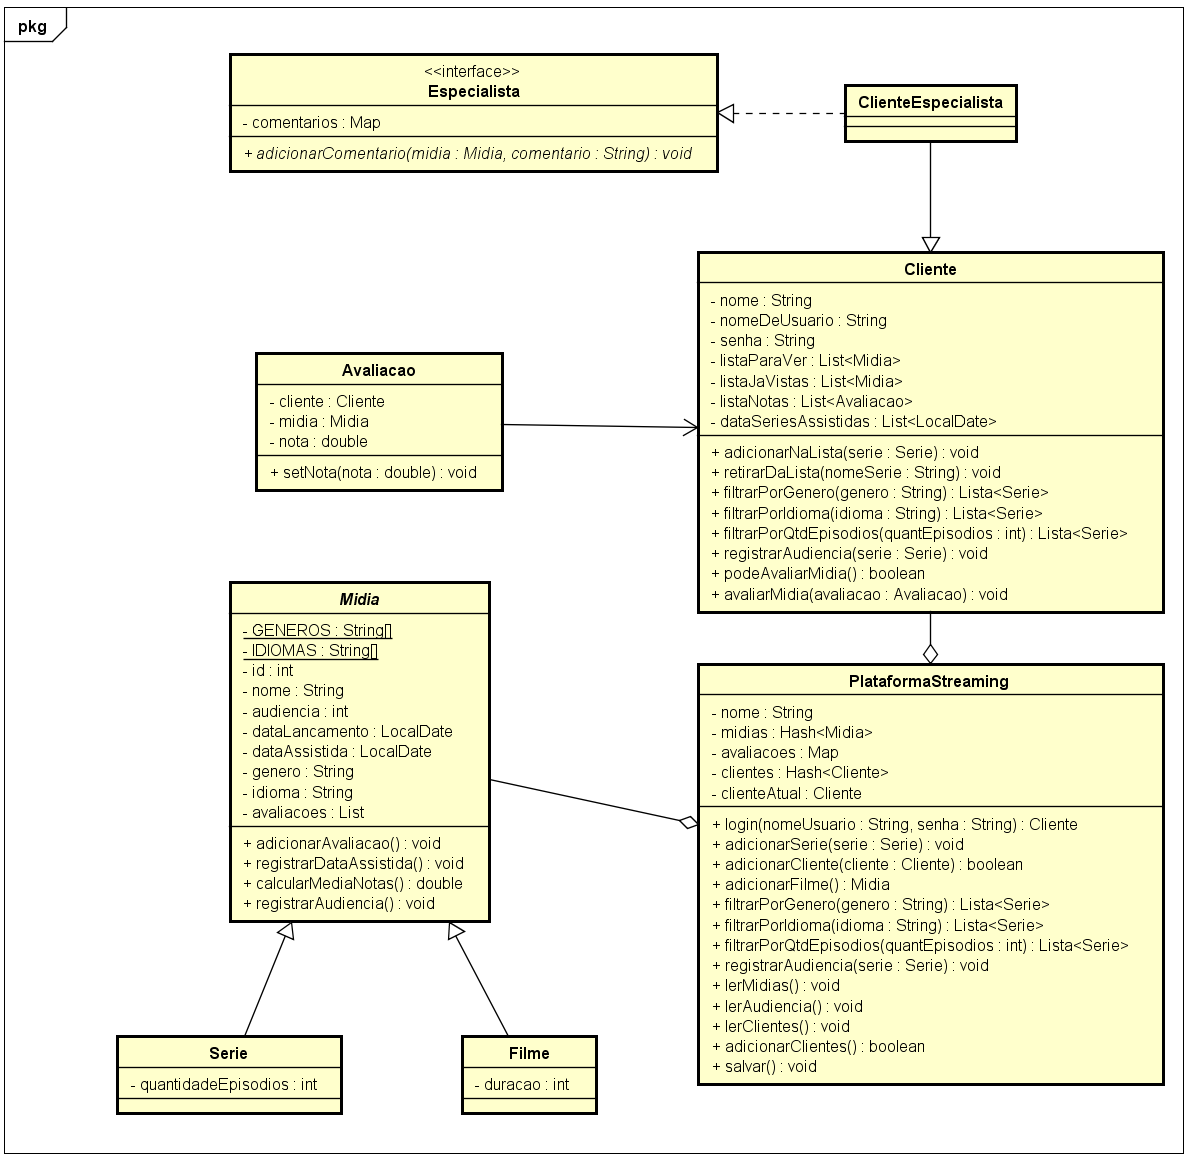 pkg
<<interface>>
Especialista
- comentarios : Map
+ adicionarComentario(midia : Midia, comentario : String) : void
ClienteEspecialista
Cliente
- nome : String
- nomeDeUsuario : String
- senha : String
- listaParaVer : List<Midia>
- listaJaVistas : List<Midia>
- listaNotas : List<Avaliacao>
- dataSeriesAssistidas : List<LocalDate>
+ adicionarNaLista(serie : Serie) : void
+ retirarDaLista(nomeSerie : String) : void
+ filtrarPorGenero(genero : String) : Lista<Serie>
+ filtrarPorIdioma(idioma : String) : Lista<Serie>
+ filtrarPorQtdEpisodios(quantEpisodios : int) : Lista<Serie>
+ registrarAudiencia(serie : Serie) : void
+ podeAvaliarMidia() : boolean
+ avaliarMidia(avaliacao : Avaliacao) : void
Avaliacao
- cliente : Cliente
- midia : Midia
- nota : double
+ setNota(nota : double) : void
Midia
- GENEROS : String[]
- IDIOMAS : String[]
- id : int
- nome : String
- audiencia : int
- dataLancamento : LocalDate
- dataAssistida : LocalDate
- genero : String
- idioma : String
- avaliacoes : List
+ adicionarAvaliacao() : void
+ registrarDataAssistida() : void
+ calcularMediaNotas() : double
+ registrarAudiencia() : void
PlataformaStreaming
- nome : String
- midias : Hash<Midia>
- avaliacoes : Map
- clientes : Hash<Cliente>
- clienteAtual : Cliente
+ login(nomeUsuario : String, senha : String) : Cliente
+ adicionarSerie(serie : Serie) : void
+ adicionarCliente(cliente : Cliente) : boolean
+ adicionarFilme() : Midia
+ filtrarPorGenero(genero : String) : Lista<Serie>
+ filtrarPorIdioma(idioma : String) : Lista<Serie>
+ filtrarPorQtdEpisodios(quantEpisodios : int) : Lista<Serie>
+ registrarAudiencia(serie : Serie) : void
+ lerMidias() : void
+ lerAudiencia() : void
+ lerClientes() : void
+ adicionarClientes() : boolean
+ salvar() : void
Serie
- quantidadeEpisodios : int
Filme
- duracao : int